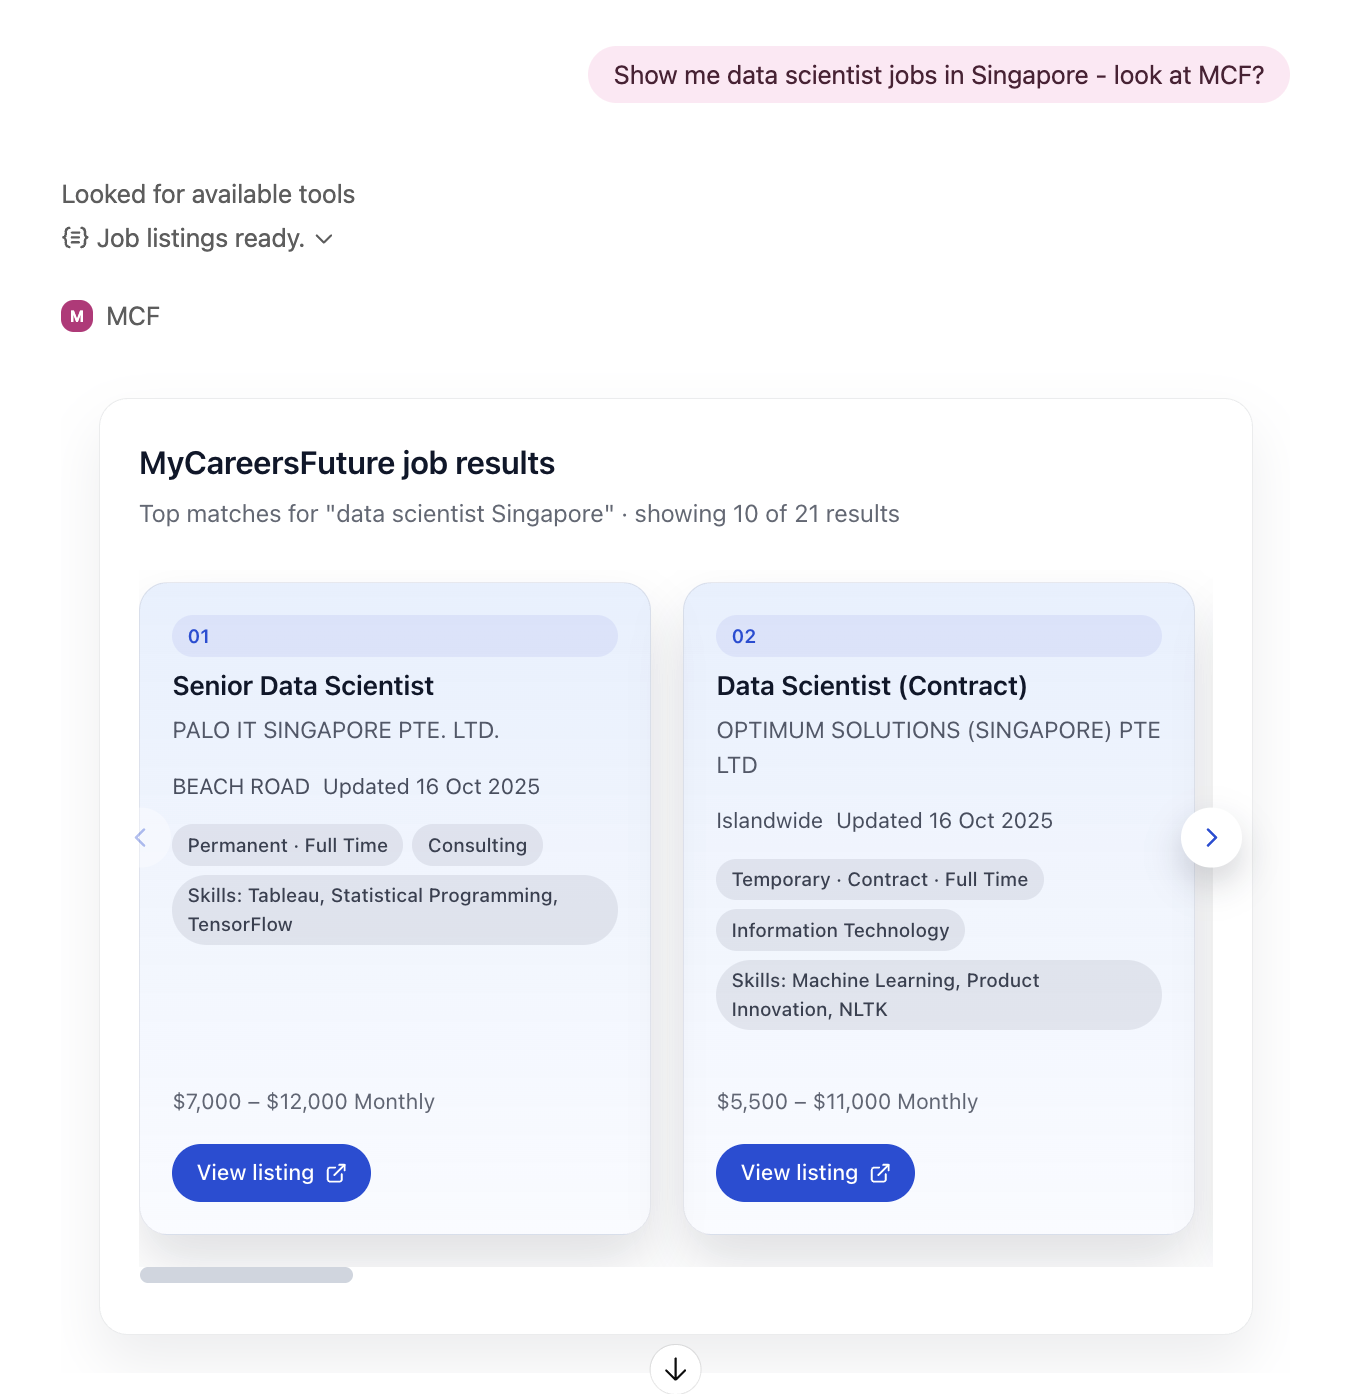 Show me data scientist jobs in Singapore - look at MCF?
Looked for available tools
Job listings ready.
M MCF
MyCareersFuture job results
Top matches for "data scientist Singapore" · showing 10 of 21 results
01
Senior Data Scientist
PALO IT SINGAPORE PTE. LTD.
BEACH ROAD Updated 16 Oct 2025
Permanent · Full Time Consulting
Skills: Tableau, Statistical Programming,
TensorFlow
$7,000 – $12,000 Monthly
View listing
02
Data Scientist (Contract)
OPTIMUM SOLUTIONS (SINGAPORE) PTE
LTD
Islandwide Updated 16 Oct 2025
Temporary · Contract · Full Time
Information Technology
Skills: Machine Learning, Product
Innovation, NLTK
$5,500 – $11,000 Monthly
View listing